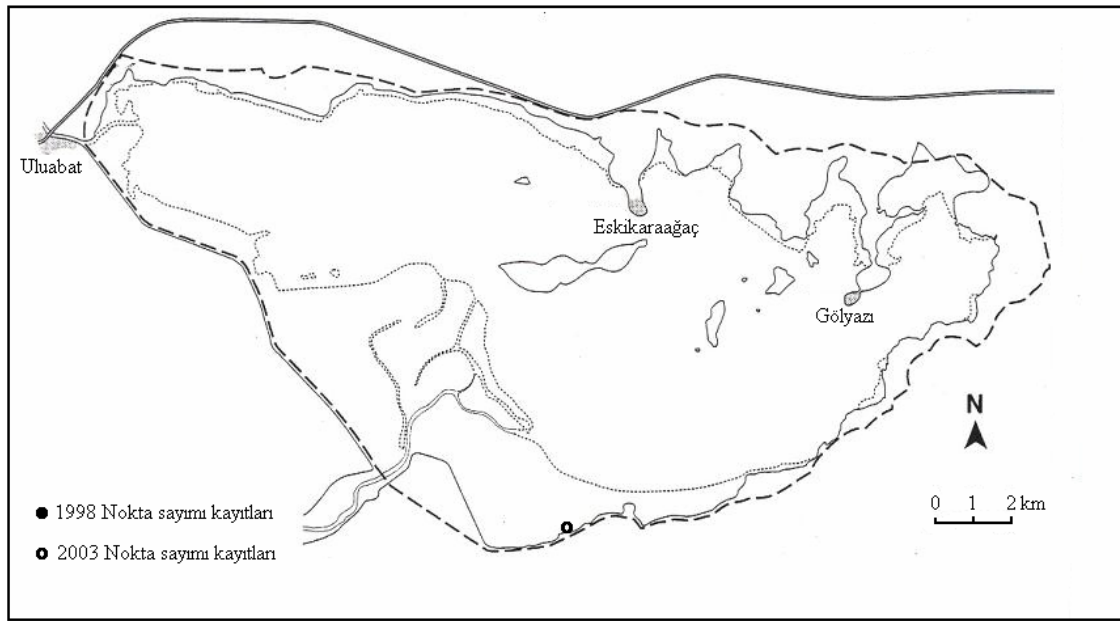 Uluabat
Eskikaraağaç
Gölyazı
N
0 1 2 km
1998 Nokta sayımı kayıtları
2003 Nokta sayımı kayıtları